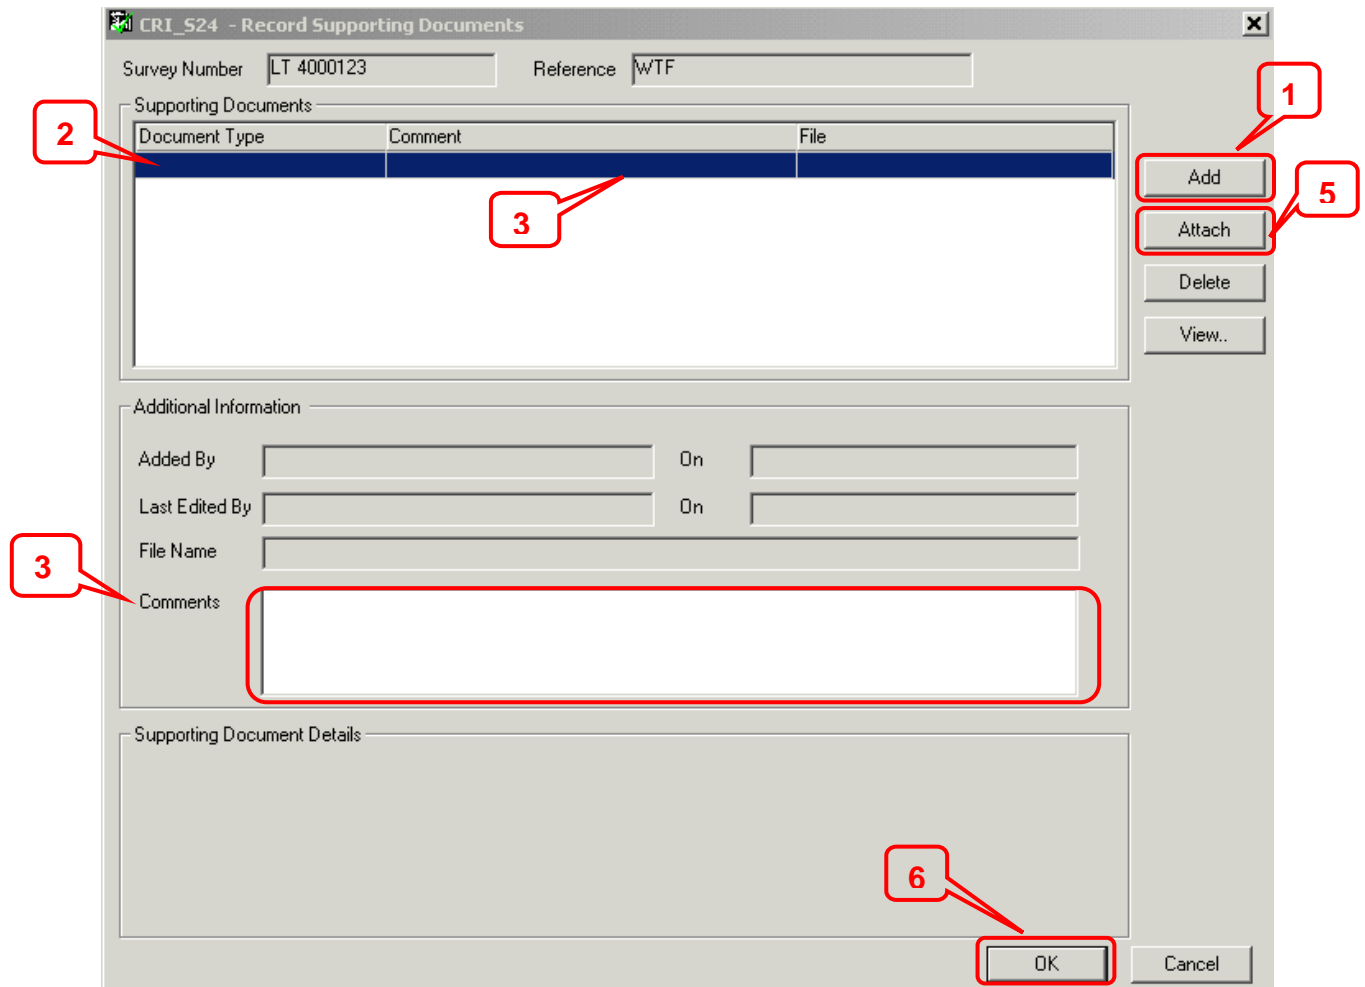 CRI_S24 - Record Supporting Documents
Survey Number LT 4000123 Reference WTF
1
Supporting Documents
2
Document Type Comment File
Add
5
3
Attach
Delete
View..
Additional Information
Added By On
Last Edited By On
File Name
3
Comments
Supporting Document Details
6
OK Cancel